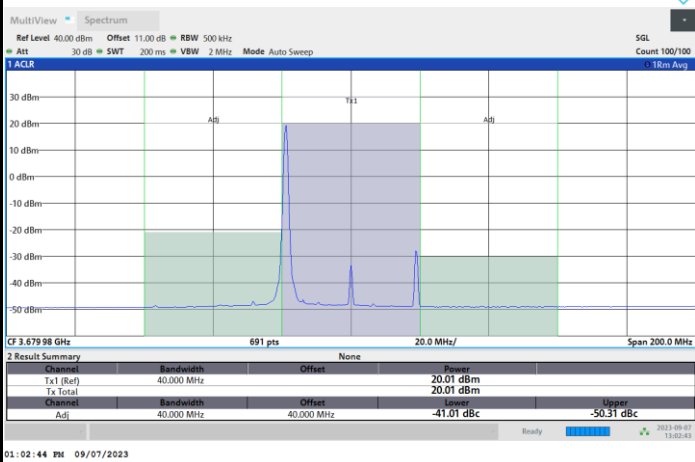 MultiView Spectrum
Ref Level 40.00 dBm Offset 11.00 dB RBW 500 kHz SGL
Att 30 dB SWT 200 ms VBW 2 MHz Mode Auto Sweep Count 100/100
1 ACLR 1Rm Avg
30 dBm
Tx1
20 dBm Adj Adj
10 dBm
0 dBm
-10 dBm
-20 dBm
-30 dBm
-40 dBm
-50 dBm
CF 3.679 98 GHz 691 pts 20.0 MHz/ Span 200.0 MHz
2 Result Summary None
Channel Bandwidth Offset Power
Tx1 (Ref) 40.000 MHz 20.01 dBm
Tx Total 20.01 dBm
Channel Bandwidth Offset Lower Upper
Adj 40.000 MHz 40.000 MHz -41.01 dBc -50.31 dBc
Ready 2023-09-07
13:02:43
01:02:44 PM 09/07/2023